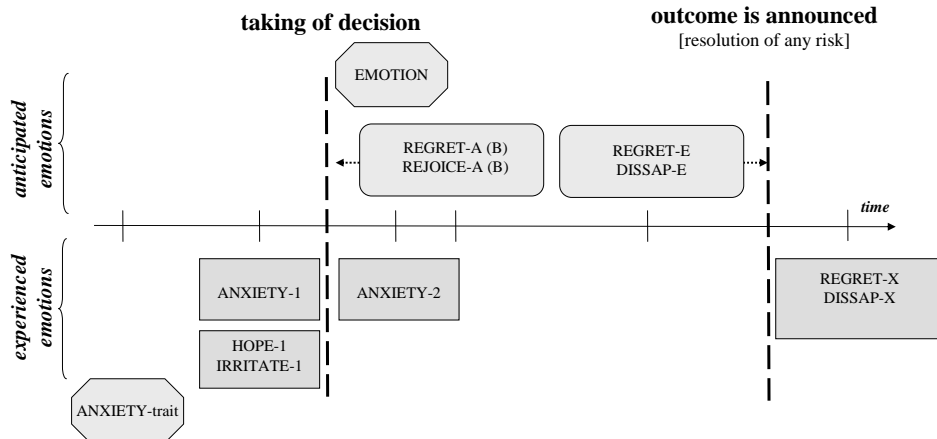 taking of decision
outcome is announced
[resolution of any risk]
EMOTION
anticipated
emotions
REGRET-A (B)
REJOICE-A (B)
REGRET-E
DISSAP-E
time
experienced
emotions
ANXIETY-1
ANXIETY-2
REGRET-X
DISSAP-X
HOPE-1
IRRITATE-1
ANXIETY-trait